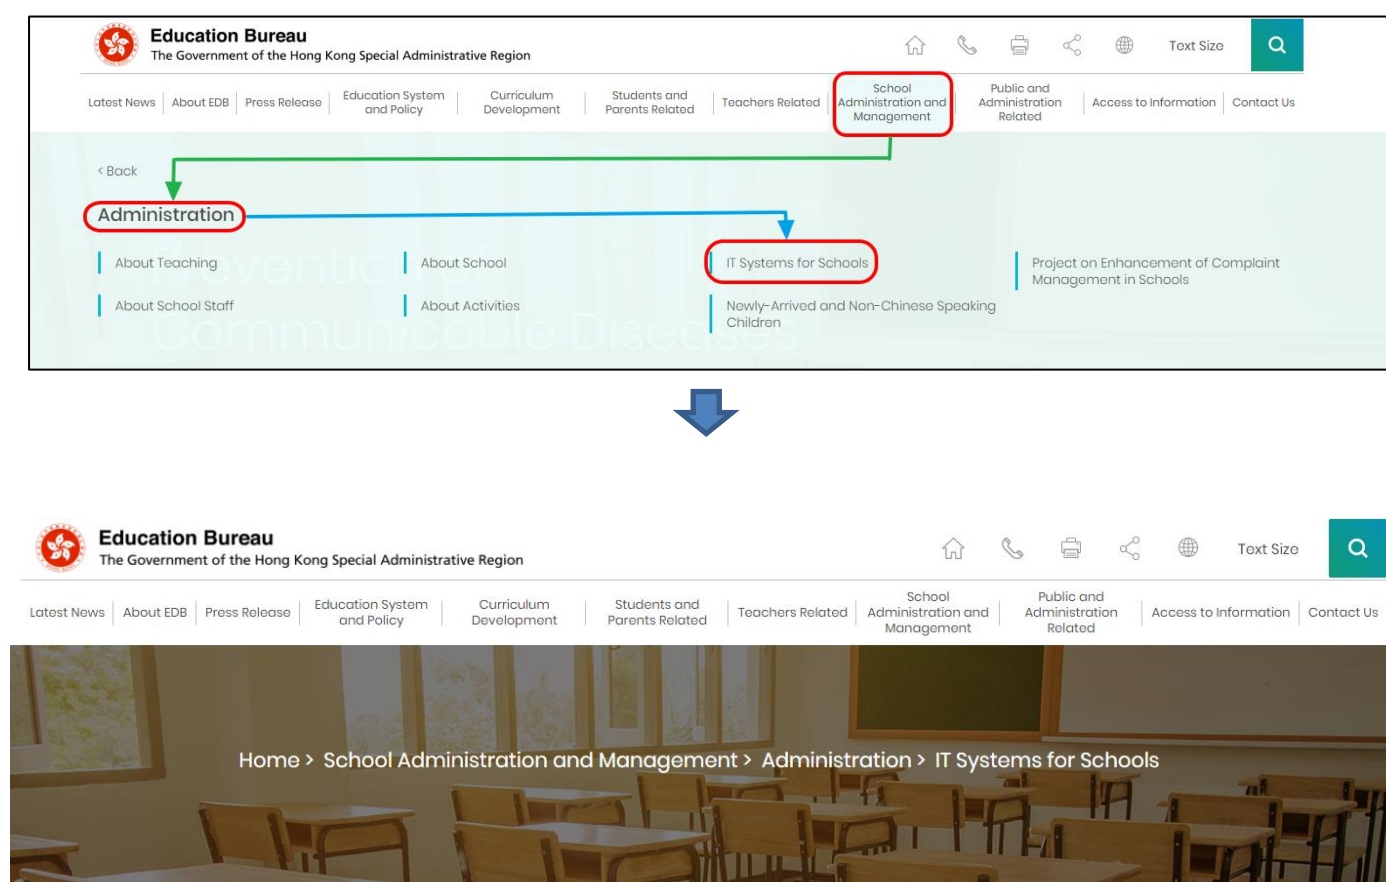 Education Bureau
The Government of the Hong Kong Special Administrative Region
Text Size
Latest News
About EDB
Press Release
Education System
and Policy
Curriculum
Development
Students and
Parents Related
Teachers Related
School
Administration and
Management
Public and
Administration
Related
Access to Information
Contact Us
< Back
Administration
About Teaching
About School
IT Systems for Schools
Project on Enhancement of Complaint
Management in Schools
About School Staff
About Activities
Newly-Arrived and Non-Chinese Speaking
Children
Prevention of
Communicable Diseases
Education Bureau
The Government of the Hong Kong Special Administrative Region
Text Size
Latest News
About EDB
Press Release
Education System
and Policy
Curriculum
Development
Students and
Parents Related
Teachers Related
School
Administration and
Management
Public and
Administration
Related
Access to Information
Contact Us
Home > School Administration and Management > Administration > IT Systems for Schools